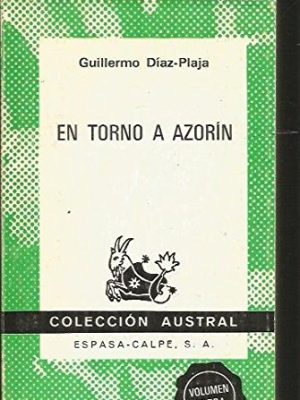 Guillermo Díaz-Plaja
EN TORNO A AZORÍN
COLECCIÓN AUSTRAL
ESPASA-CALPE, S. A.
VOLUMEN